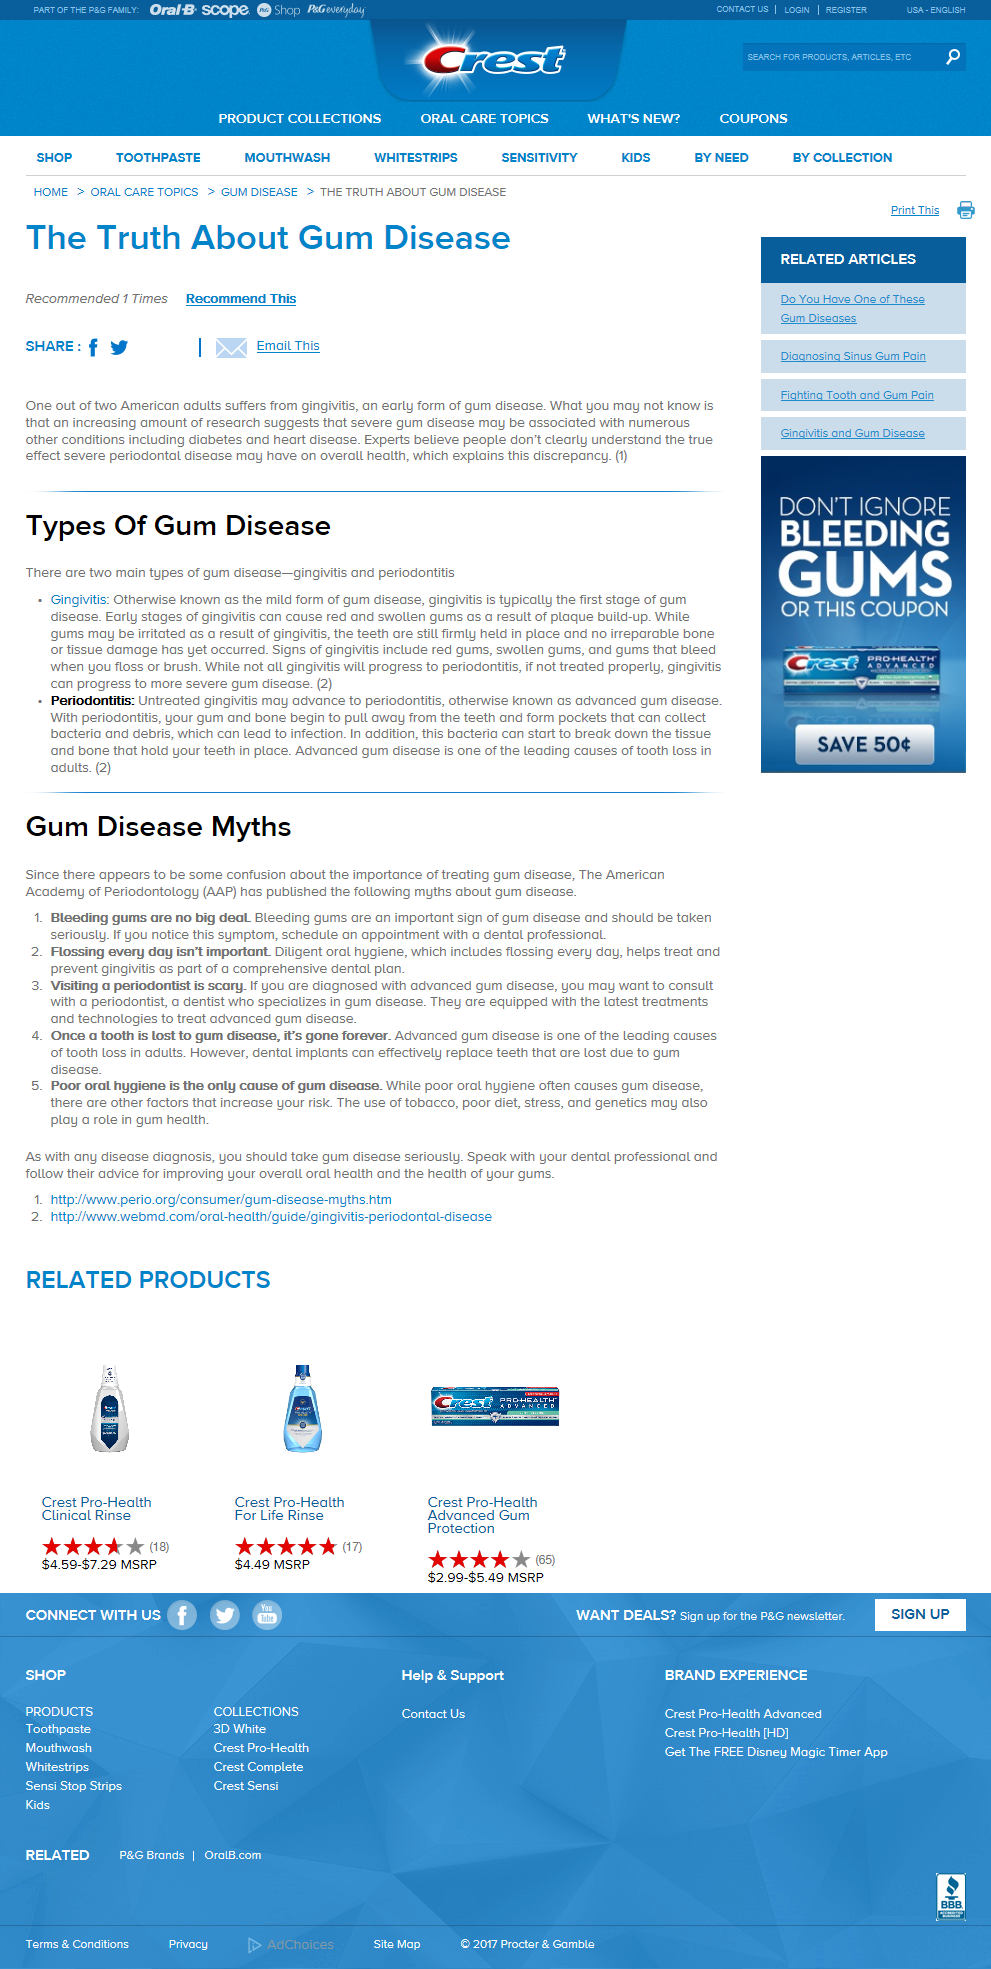 PART OF THE P&G FAMILY: Oral-B scope P&G Shop P&G everyday
CONTACT US | LOGIN | REGISTER USA - ENGLISH
Crest
SEARCH FOR PRODUCTS, ARTICLES, ETC
PRODUCT COLLECTIONS ORAL CARE TOPICS WHAT'S NEW? COUPONS
SHOP TOOTHPASTE MOUTHWASH WHITESTRIPS SENSITIVITY KIDS BY NEED BY COLLECTION
HOME > ORAL CARE TOPICS > GUM DISEASE > THE TRUTH ABOUT GUM DISEASE
Print This
The Truth About Gum Disease
Recommended 1 Times Recommend This
SHARE : | Email This
One out of two American adults suffers from gingivitis, an early form of gum disease. What you may not know is
that an increasing amount of research suggests that severe gum disease may be associated with numerous
other conditions including diabetes and heart disease. Experts believe people don't clearly understand the true
effect severe periodontal disease may have on overall health, which explains this discrepancy. (1)
Types Of Gum Disease
There are two main types of gum disease—gingivitis and periodontitis
• Gingivitis: Otherwise known as the mild form of gum disease, gingivitis is typically the first stage of gum
disease. Early stages of gingivitis can cause red and swollen gums as a result of plaque build-up. While
gums may be irritated as a result of gingivitis, the teeth are still firmly held in place and no irreparable bone
or tissue damage has yet occurred. Signs of gingivitis include red gums, swollen gums, and gums that bleed
when you floss or brush. While not all gingivitis will progress to periodontitis, if not treated properly, gingivitis
can progress to more severe gum disease. (2)
• Periodontitis: Untreated gingivitis may advance to periodontitis, otherwise known as advanced gum disease.
With periodontitis, your gum and bone begin to pull away from the teeth and form pockets that can collect
bacteria and debris, which can lead to infection. In addition, this bacteria can start to break down the tissue
and bone that hold your teeth in place. Advanced gum disease is one of the leading causes of tooth loss in
adults. (2)
Gum Disease Myths
Since there appears to be some confusion about the importance of treating gum disease, The American
Academy of Periodontology (AAP) has published the following myths about gum disease.
1. Bleeding gums are no big deal. Bleeding gums are an important sign of gum disease and should be taken
seriously. If you notice this symptom, schedule an appointment with a dental professional.
2. Flossing every day isn't important. Diligent oral hygiene, which includes flossing every day, helps treat and
prevent gingivitis as part of a comprehensive dental plan.
3. Visiting a periodontist is scary. If you are diagnosed with advanced gum disease, you may want to consult
with a periodontist, a dentist who specializes in gum disease. They are equipped with the latest treatments
and technologies to treat advanced gum disease.
4. Once a tooth is lost to gum disease, it's gone forever. Advanced gum disease is one of the leading causes
of tooth loss in adults. However, dental implants can effectively replace teeth that are lost due to gum
disease.
5. Poor oral hygiene is the only cause of gum disease. While poor oral hygiene often causes gum disease,
there are other factors that increase your risk. The use of tobacco, poor diet, stress, and genetics may also
play a role in gum health.
As with any disease diagnosis, you should take gum disease seriously. Speak with your dental professional and
follow their advice for improving your overall oral health and the health of your gums.
1. http://www.perio.org/consumer/gum-disease-myths.htm
2. http://www.webmd.com/oral-health/guide/gingivitis-periodontal-disease
RELATED ARTICLES
Do You Have One of These
Gum Diseases
Diagnosing Sinus Gum Pain
Fighting Tooth and Gum Pain
Gingivitis and Gum Disease
DON'T IGNORE
BLEEDING
GUMS
OR THIS COUPON
Crest PRO-HEALTH
ADVANCED
SAVE 50¢
RELATED PRODUCTS
Crest PRO-HEALTH
ADVANCED
Crest Pro-Health
Clinical Rinse
(18)
$4.59-$7.29 MSRP
Crest Pro-Health
For Life Rinse
(17)
$4.49 MSRP
Crest Pro-Health
Advanced Gum
Protection
(65)
$2.99-$5.49 MSRP
CONNECT WITH US You Tube
WANT DEALS? Sign up for the P&G newsletter. SIGN UP
SHOP
PRODUCTS
Toothpaste
Mouthwash
Whitestrips
Sensi Stop Strips
Kids
COLLECTIONS
3D White
Crest Pro-Health
Crest Complete
Crest Sensi
Help & Support
Contact Us
BRAND EXPERIENCE
Crest Pro-Health Advanced
Crest Pro-Health [HD]
Get The FREE Disney Magic Timer App
RELATED P&G Brands | OralB.com
BBB
ACCREDITED
BUSINESS
Terms & Conditions Privacy AdChoices Site Map © 2017 Procter & Gamble